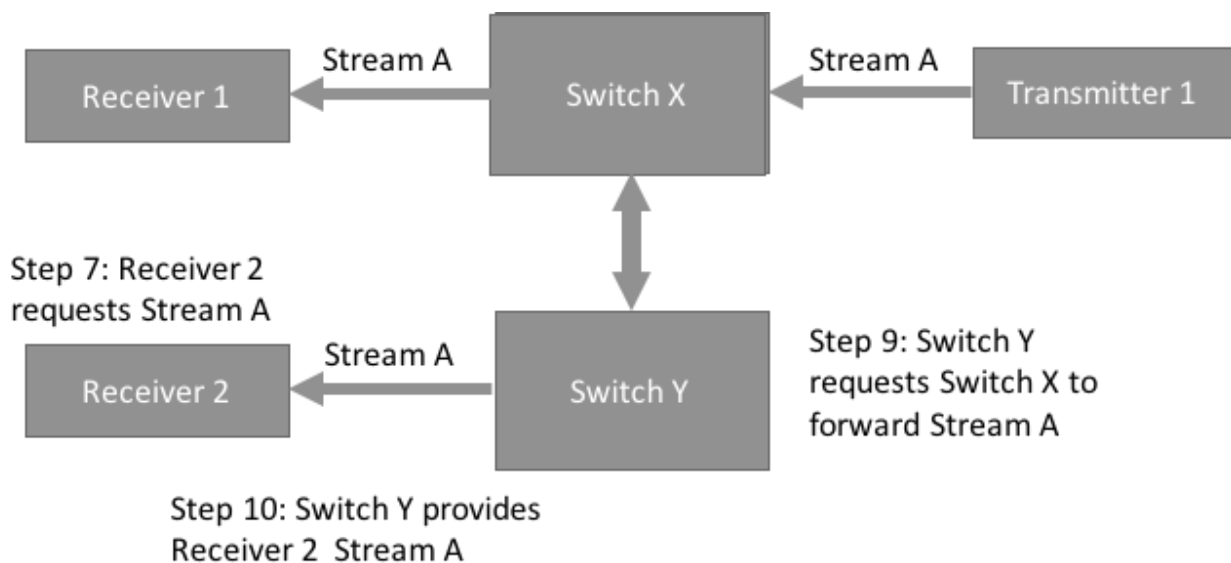 Stream A
Stream A
Receiver 1
Switch X
Transmitter 1
Step 7: Receiver 2
requests Stream A
Stream A
Receiver 2
Switch Y
Step 9: Switch Y
requests Switch X to
forward Stream A
Step 10: Switch Y provides
Receiver 2  Stream A